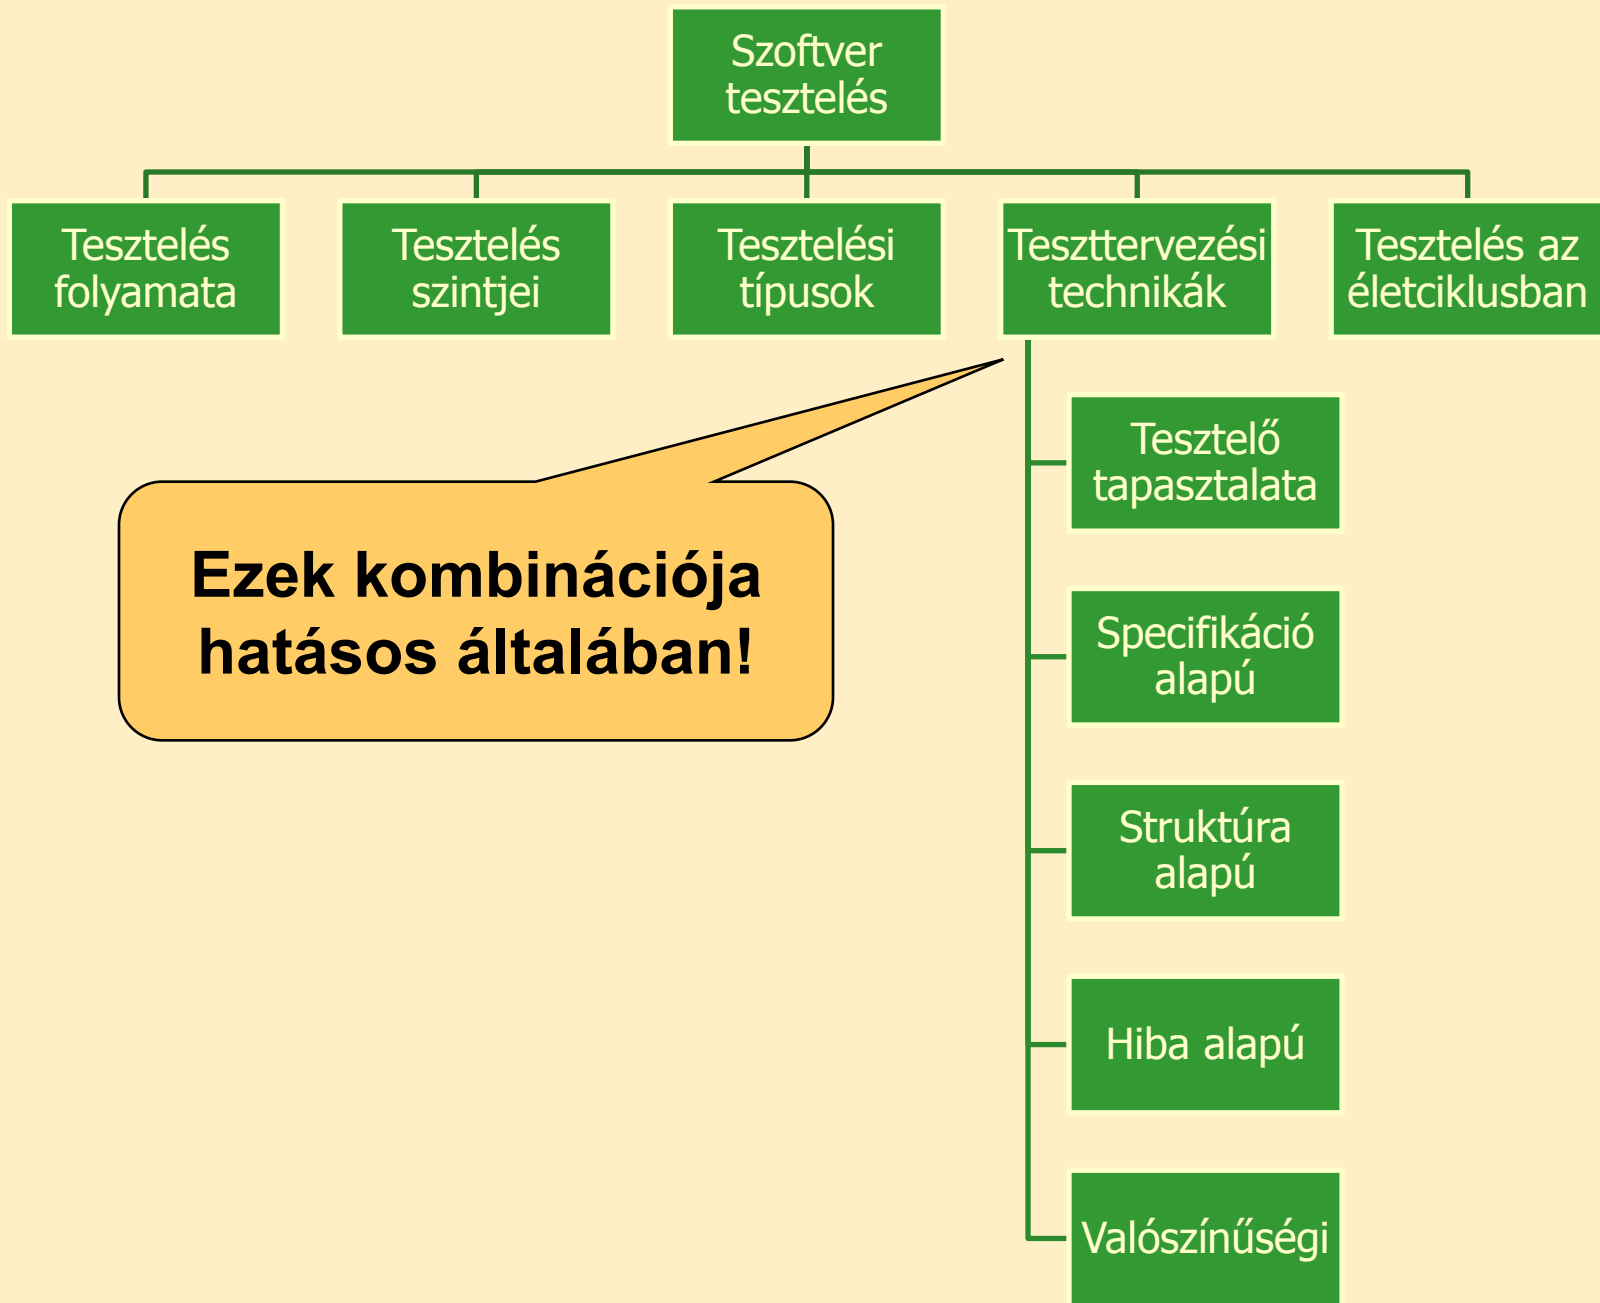 Szoftver
tesztelés
Tesztelés
folyamata
Tesztelés
szintjei
Tesztelési
típusok
Teszttervezési
technikák
Tesztelés az
életciklusban
Ezek kombinációja
hatásos általában!
Tesztelő
tapasztalata
Specifikáció
alapú
Struktúra
alapú
Hiba alapú
Valószínűségi